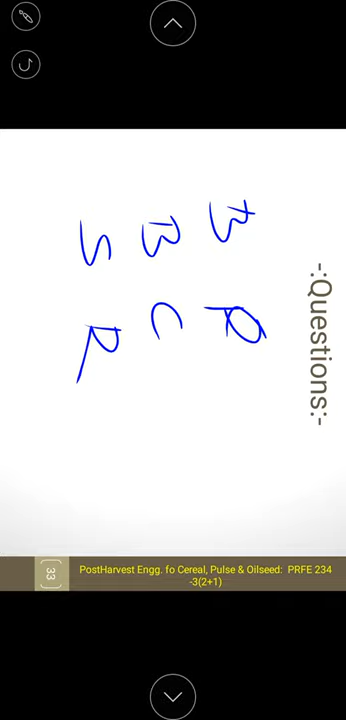 -:Questions:-
B R
B C
S R
33
PostHarvest Engg. fo Cereal, Pulse & Oilseed: PRFE 234
-3(2+1)